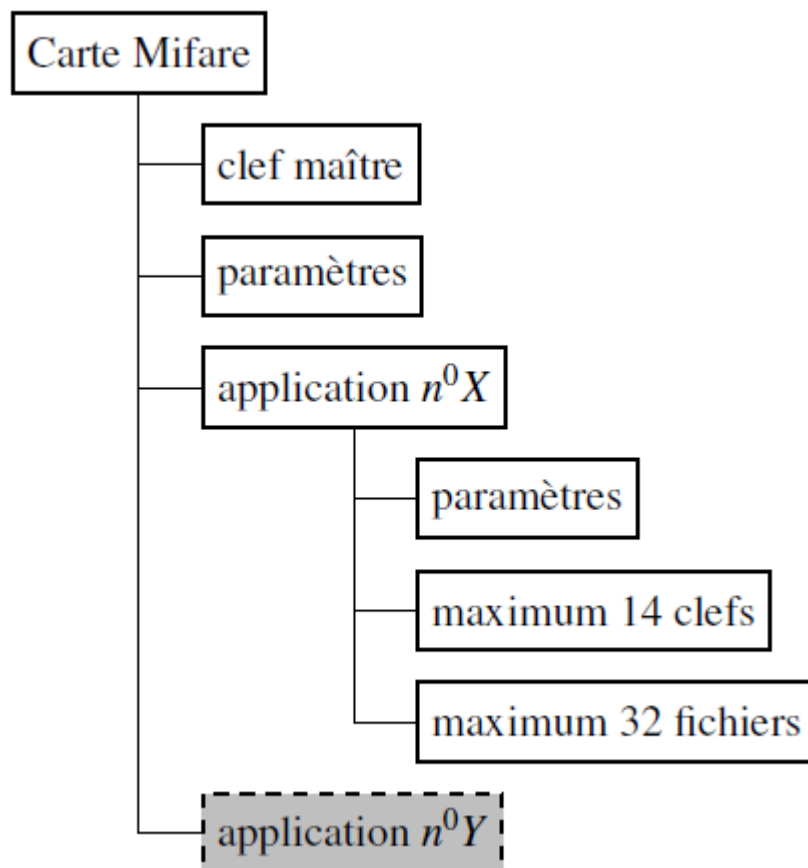 Carte Mifare
clef maître
paramètres
application n⁰X
paramètres
maximum 14 clefs
maximum 32 fichiers
application n⁰Y